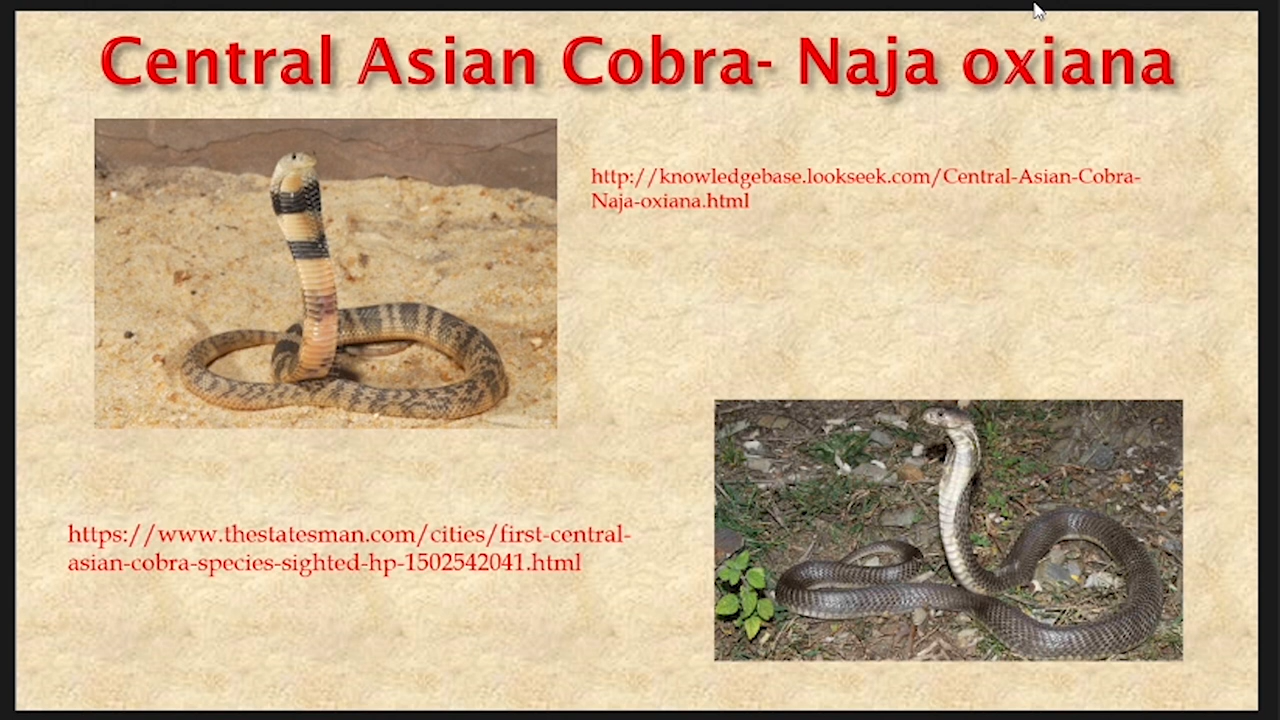 Central Asian Cobra- Naja oxiana
http://knowledgebase.lookseek.com/Central-Asian-Cobra-
Naja-oxiana.html
https://www.thestatesman.com/cities/first-central-
asian-cobra-species-sighted-hp-1502542041.html